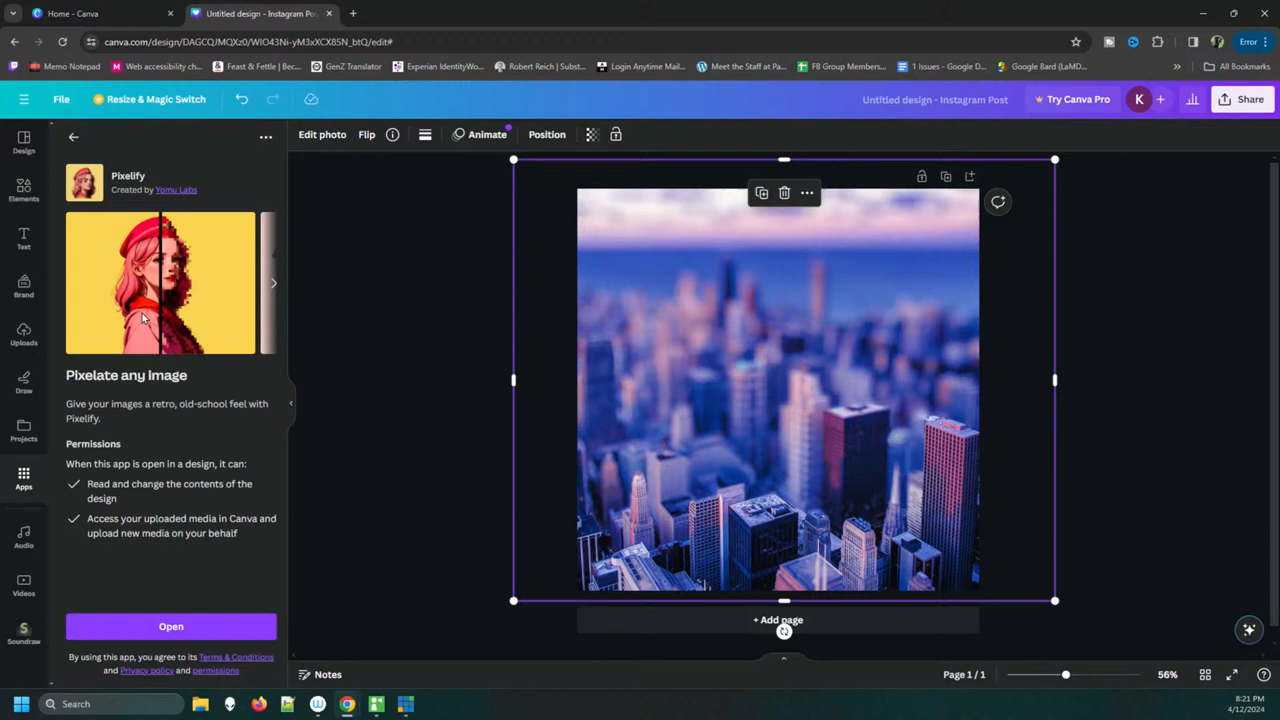 Home - Canva
Untitled design - Instagram Pos
canva.com/design/DAGCQJMQXz0/WIO43Ni-yM3xXCX85N_btQ/edit#
Error
Memo Notepad
Web accessibility ch...
Feast & Fettle | Bec...
GenZ Translator
Experian IdentityWo...
Robert Reich | Subst...
Login Anytime Mail...
Meet the Staff at Pa...
FB Group Members...
1 Issues - Google D...
Google Bard (LaMD...
All Bookmarks
File
Resize & Magic Switch
Untitled design - Instagram Post
Try Canva Pro
K
Share
Design
Elements
Text
Brand
Uploads
Draw
Projects
Apps
Audio
Videos
Soundraw
Pixelify
Created by Yomu Labs
Pixelate any image
Give your images a retro, old-school feel with
Pixelify.
Permissions
When this app is open in a design, it can:
Read and change the contents of the
design
Access your uploaded media in Canva and
upload new media on your behalf
Open
By using this app, you agree to its Terms & Conditions
, Privacy policy and permissions
Edit photo
Flip
Animate
Position
+ Add page
Notes
Page 1 / 1
56%
Search
8:21 PM
4/12/2024